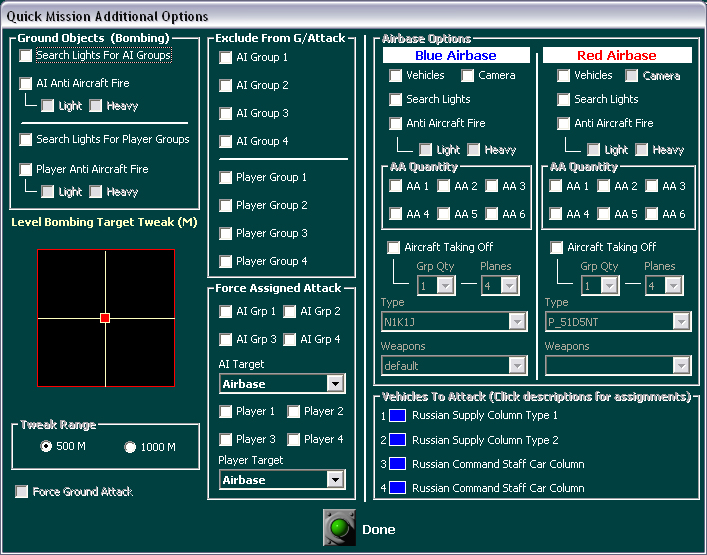 Quick Mission Additional Options
Ground Objects (Bombing)
Search Lights For AI Groups
AI Anti Aircraft Fire
Light Heavy
Search Lights For Player Groups
Player Anti Aircraft Fire
Light Heavy
Level Bombing Target Tweak (M)
Tweak Range
500 M 1000 M
Force Ground Attack
Exclude From G/Attack
AI Group 1
AI Group 2
AI Group 3
AI Group 4
Player Group 1
Player Group 2
Player Group 3
Player Group 4
Force Assigned Attack
AI Grp 1 AI Grp 2
AI Grp 3 AI Grp 4
AI Target
Airbase
Player 1 Player 2
Player 3 Player 4
Player Target
Airbase
Airbase Options
Blue Airbase
Vehicles Camera
Search Lights
Anti Aircraft Fire
Light Heavy
AA Quantity
AA 1 AA 2 AA 3
AA 4 AA 5 AA 6
Aircraft Taking Off
Grp Qty Planes
1 4
Type
N1K1J
Weapons
default
Red Airbase
Vehicles Camera
Search Lights
Anti Aircraft Fire
Light Heavy
AA Quantity
AA 1 AA 2 AA 3
AA 4 AA 5 AA 6
Aircraft Taking Off
Grp Qty Planes
1 4
Type
P_51D5NT
Weapons
Vehicles To Attack (Click descriptions for assignments)
1 Russian Supply Column Type 1
2 Russian Supply Column Type 2
3 Russian Command Staff Car Column
4 Russian Command Staff Car Column
Done